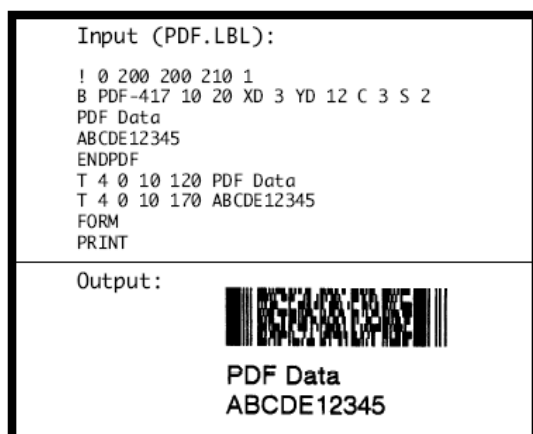 Input (PDF.LBL):
! 0 200 200 210 1
B PDF-417 10 20 XD 3 YD 12 C 3 S 2
PDF Data
ABCDE12345
ENDPDF
T 4 0 10 120 PDF Data
T 4 0 10 170 ABCDE12345
FORM
PRINT
Output:
PDF Data
ABCDE12345